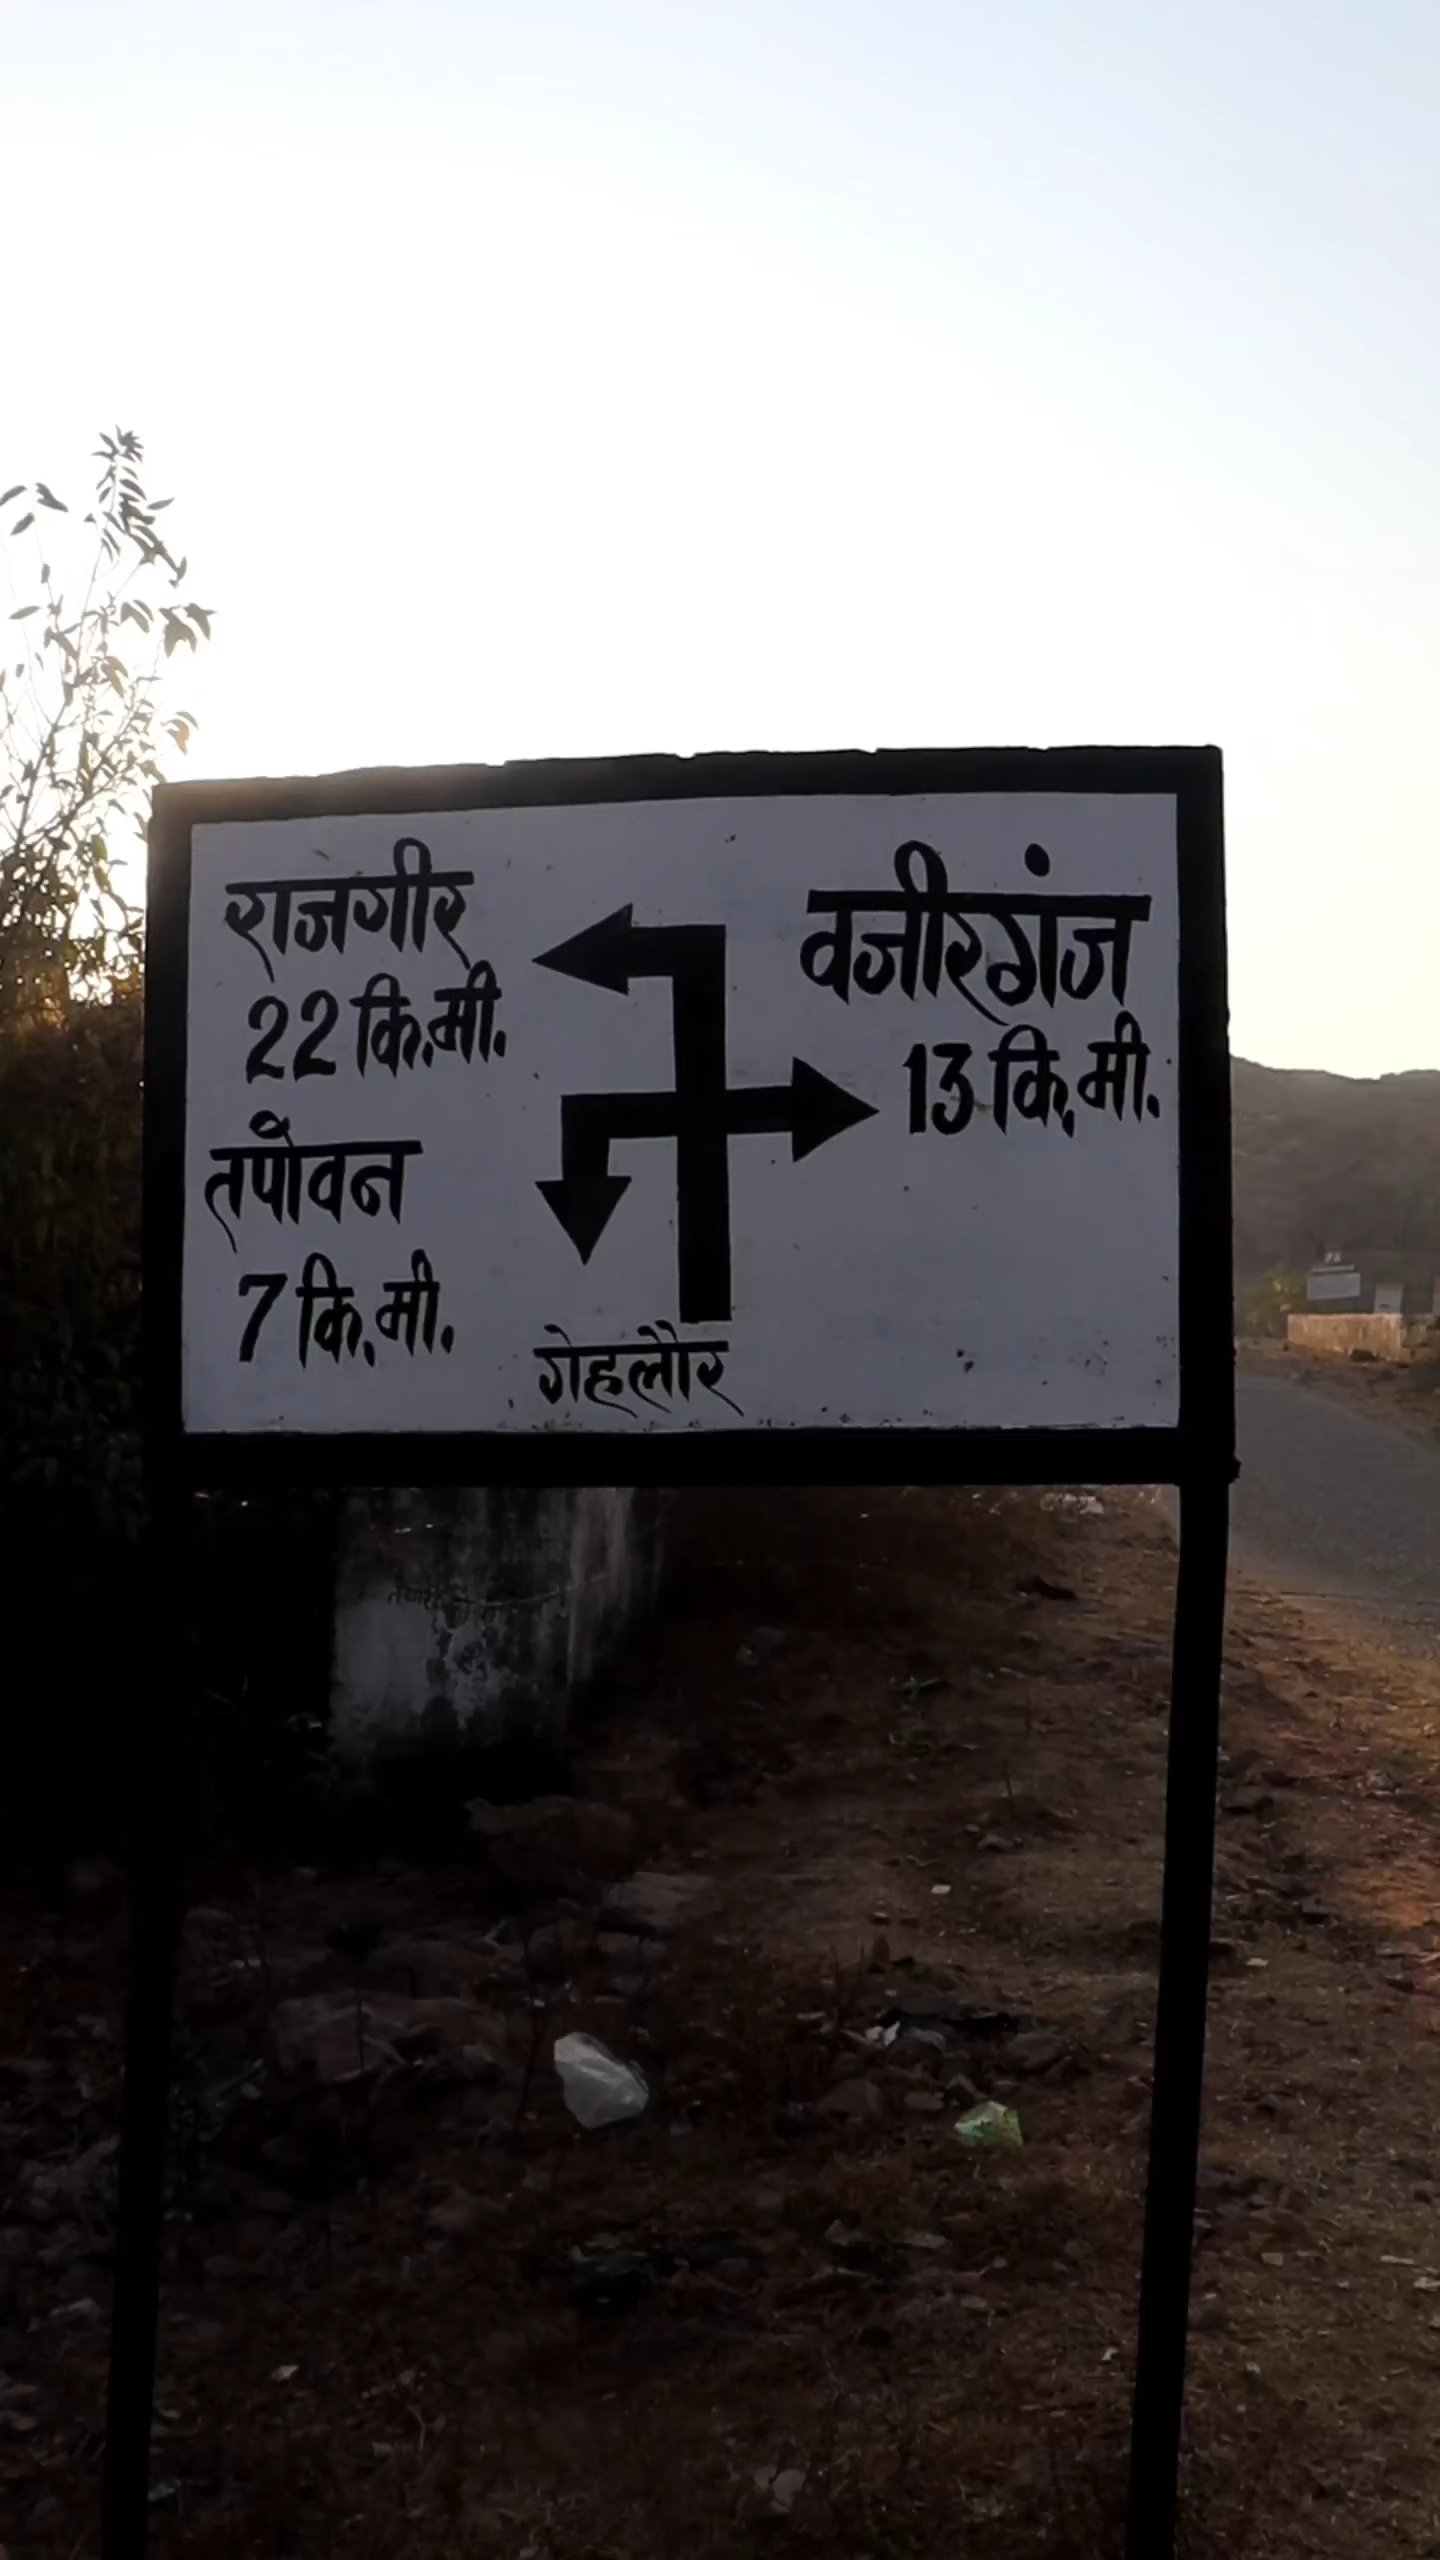 राजगीर
22 कि.मी.
तपोवन
7 कि.मी.
वजीरगंज
13 कि.मी.
गेहलौर